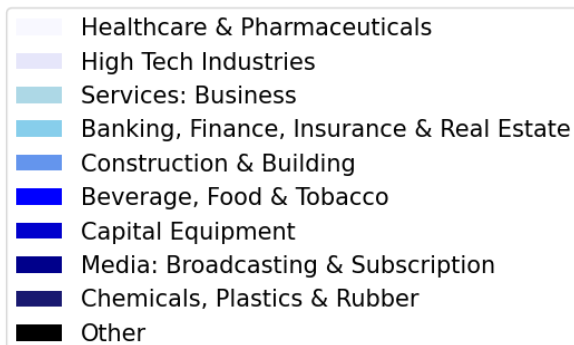 Healthcare & Pharmaceuticals
High Tech Industries
Services: Business
Banking, Finance, Insurance & Real Estate
Construction & Building
Beverage, Food & Tobacco
Capital Equipment
Media: Broadcasting & Subscription
Chemicals, Plastics & Rubber
Other